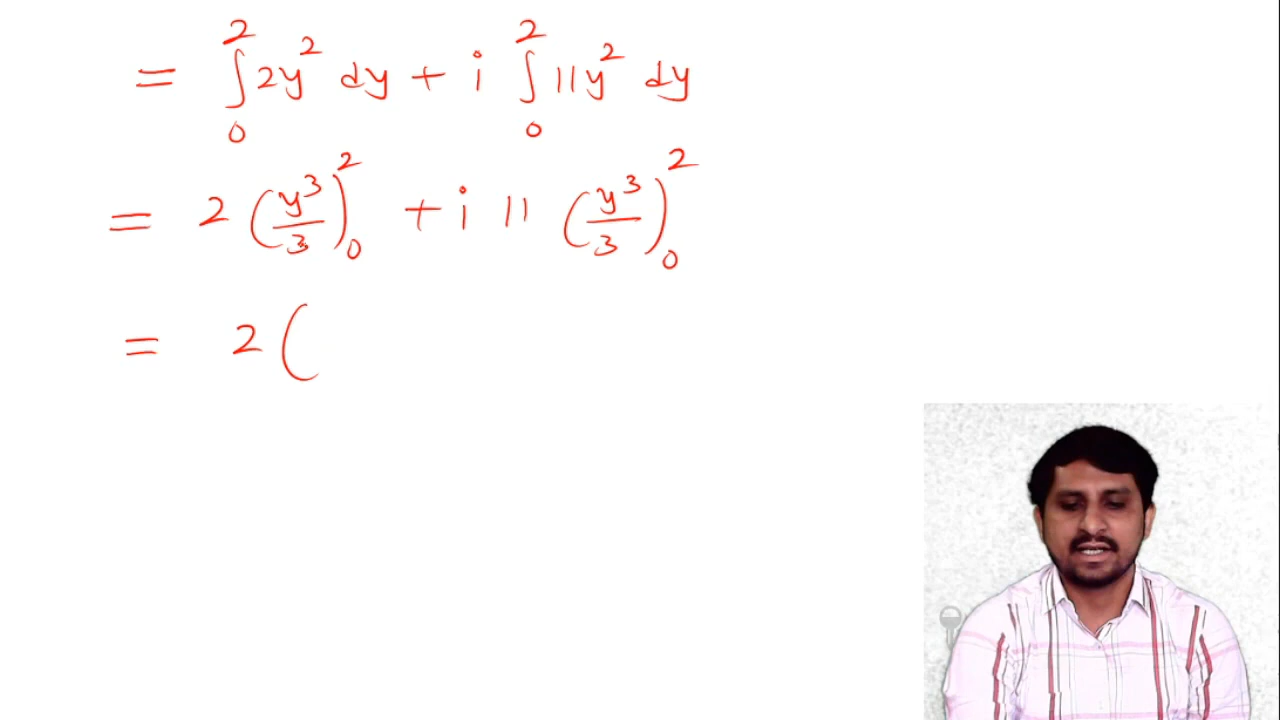 = ∫₀² 2y² dy + i ∫₀² 11y² dy
= 2 (y³/3)₀² + i 11 (y³/3)₀²
= 2 (